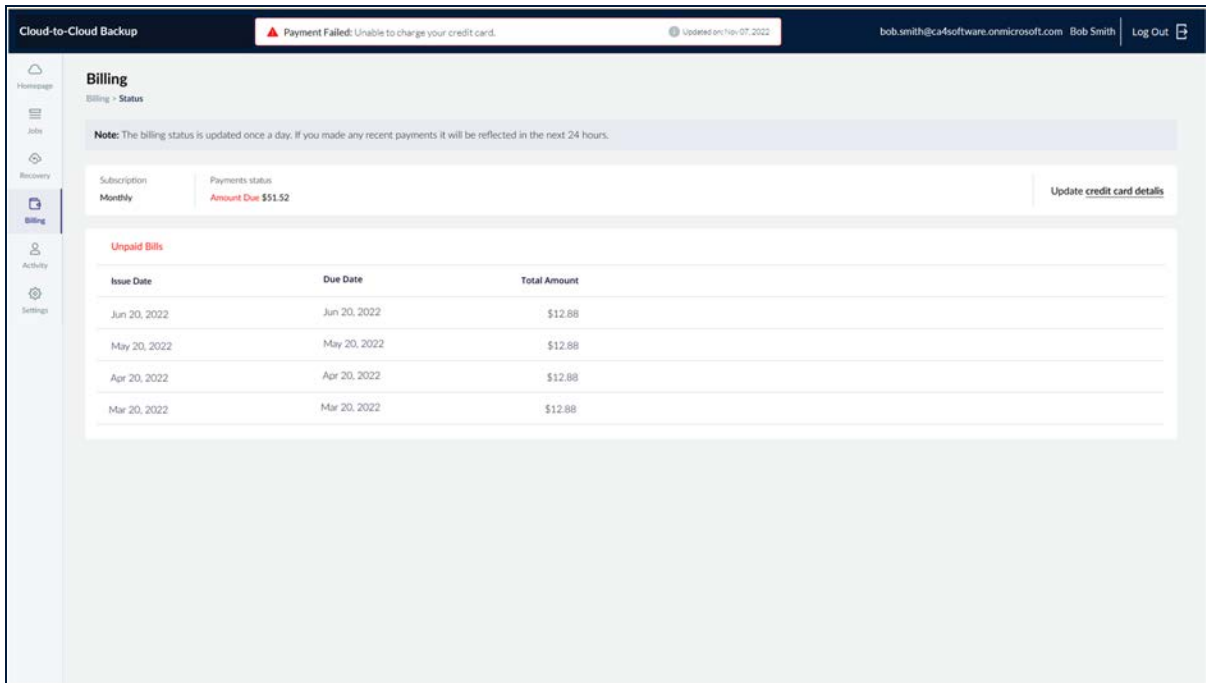 Cloud-to-Cloud Backup
Payment Failed: Unable to charge your credit card.
Updated on: Nov 07, 2022
bob.smith@ca4software.onmicrosoft.com Bob Smith
Log Out
Homepage
Jobs
Recovery
Billing
Activity
Settings
Billing
Billing > Status
Note: The billing status is updated once a day. If you made any recent payments it will be reflected in the next 24 hours.
Subscription
Monthly
Payments status
Amount Due $51.52
Update credit card detalis
Unpaid Bills
Issue Date Due Date Total Amount
Jun 20, 2022 Jun 20, 2022 $12.88
May 20, 2022 May 20, 2022 $12.88
Apr 20, 2022 Apr 20, 2022 $12.88
Mar 20, 2022 Mar 20, 2022 $12.88